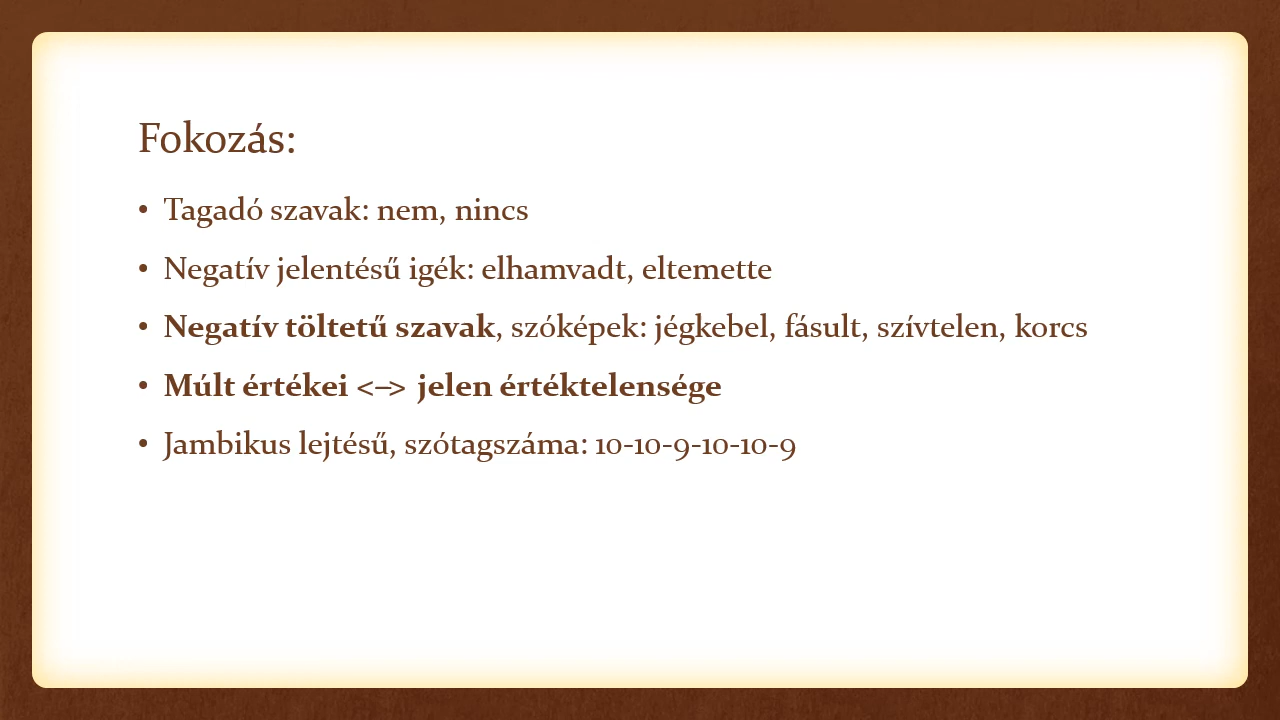 Fokozás:
• Tagadó szavak: nem, nincs
• Negatív jelentésű igék: elhamvadt, eltemette
• Negatív töltetű szavak, szóképek: jégkebel, fásult, szívtelen, korcs
• Múlt értékei <–> jelen értéktelensége
• Jambikus lejtésű, szótagszáma: 10-10-9-10-10-9